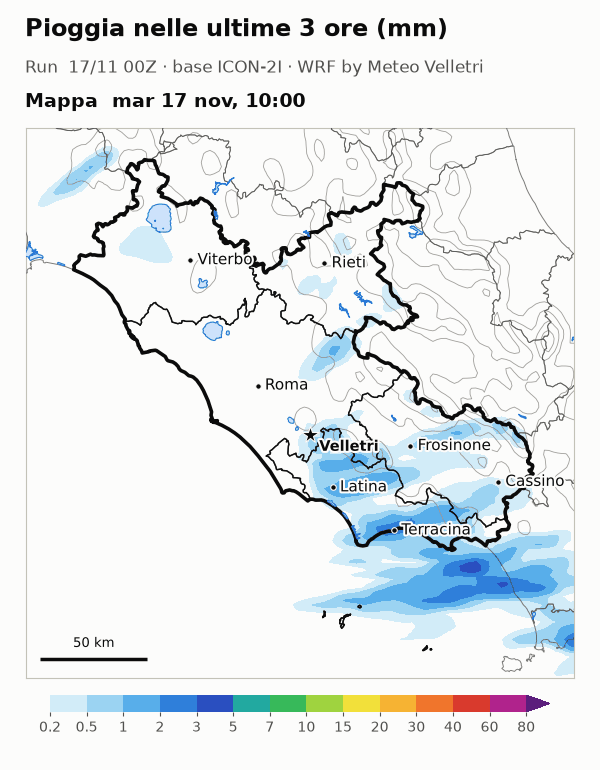 Pioggia nelle ultime 3 ore (mm)
Run  17/11 00Z · base ICON-2I · WRF by Meteo Velletri
Mappa  mar 17 nov, 10:00
Viterbo
Rieti
Roma
Velletri
Frosinone
Latina
Cassino
Terracina
50 km
0.2 0.5 1 2 3 5 7 10 15 20 30 40 60 80